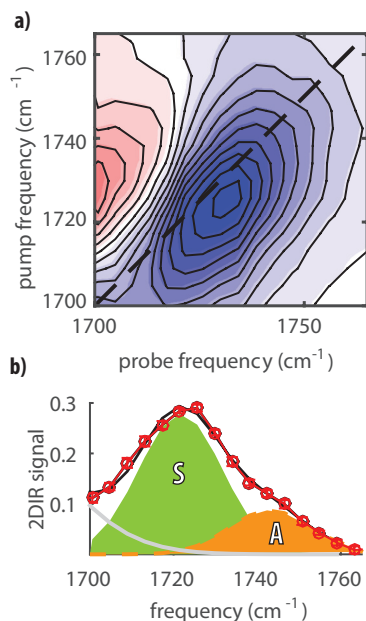 a)
1760
1740
1720
1700
pump frequency (cm⁻¹)
1700
1750
probe frequency (cm⁻¹)
b)
0.3
0.2
0.1
2DIR signal
S
A
1700
1720
1740
1760
frequency (cm⁻¹)